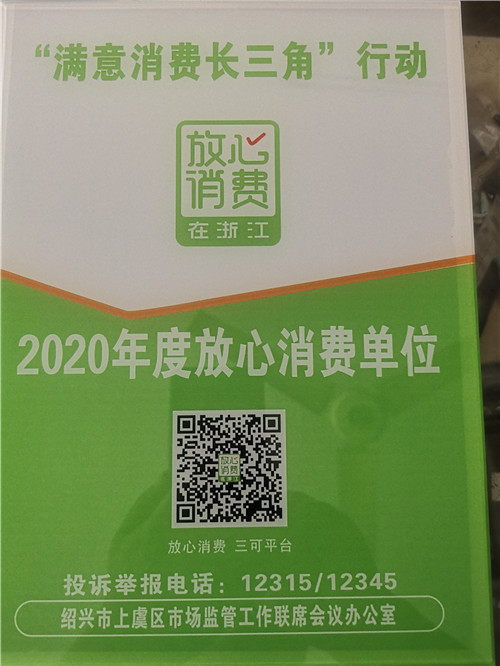 “满意消费长三角”行动
放心
消费
在浙江
2020年度放心消费单位
放心
消费
在浙江
放心消费 三可平台
投诉举报电话：12315/12345
绍兴市上虞区市场监管工作联席会议办公室